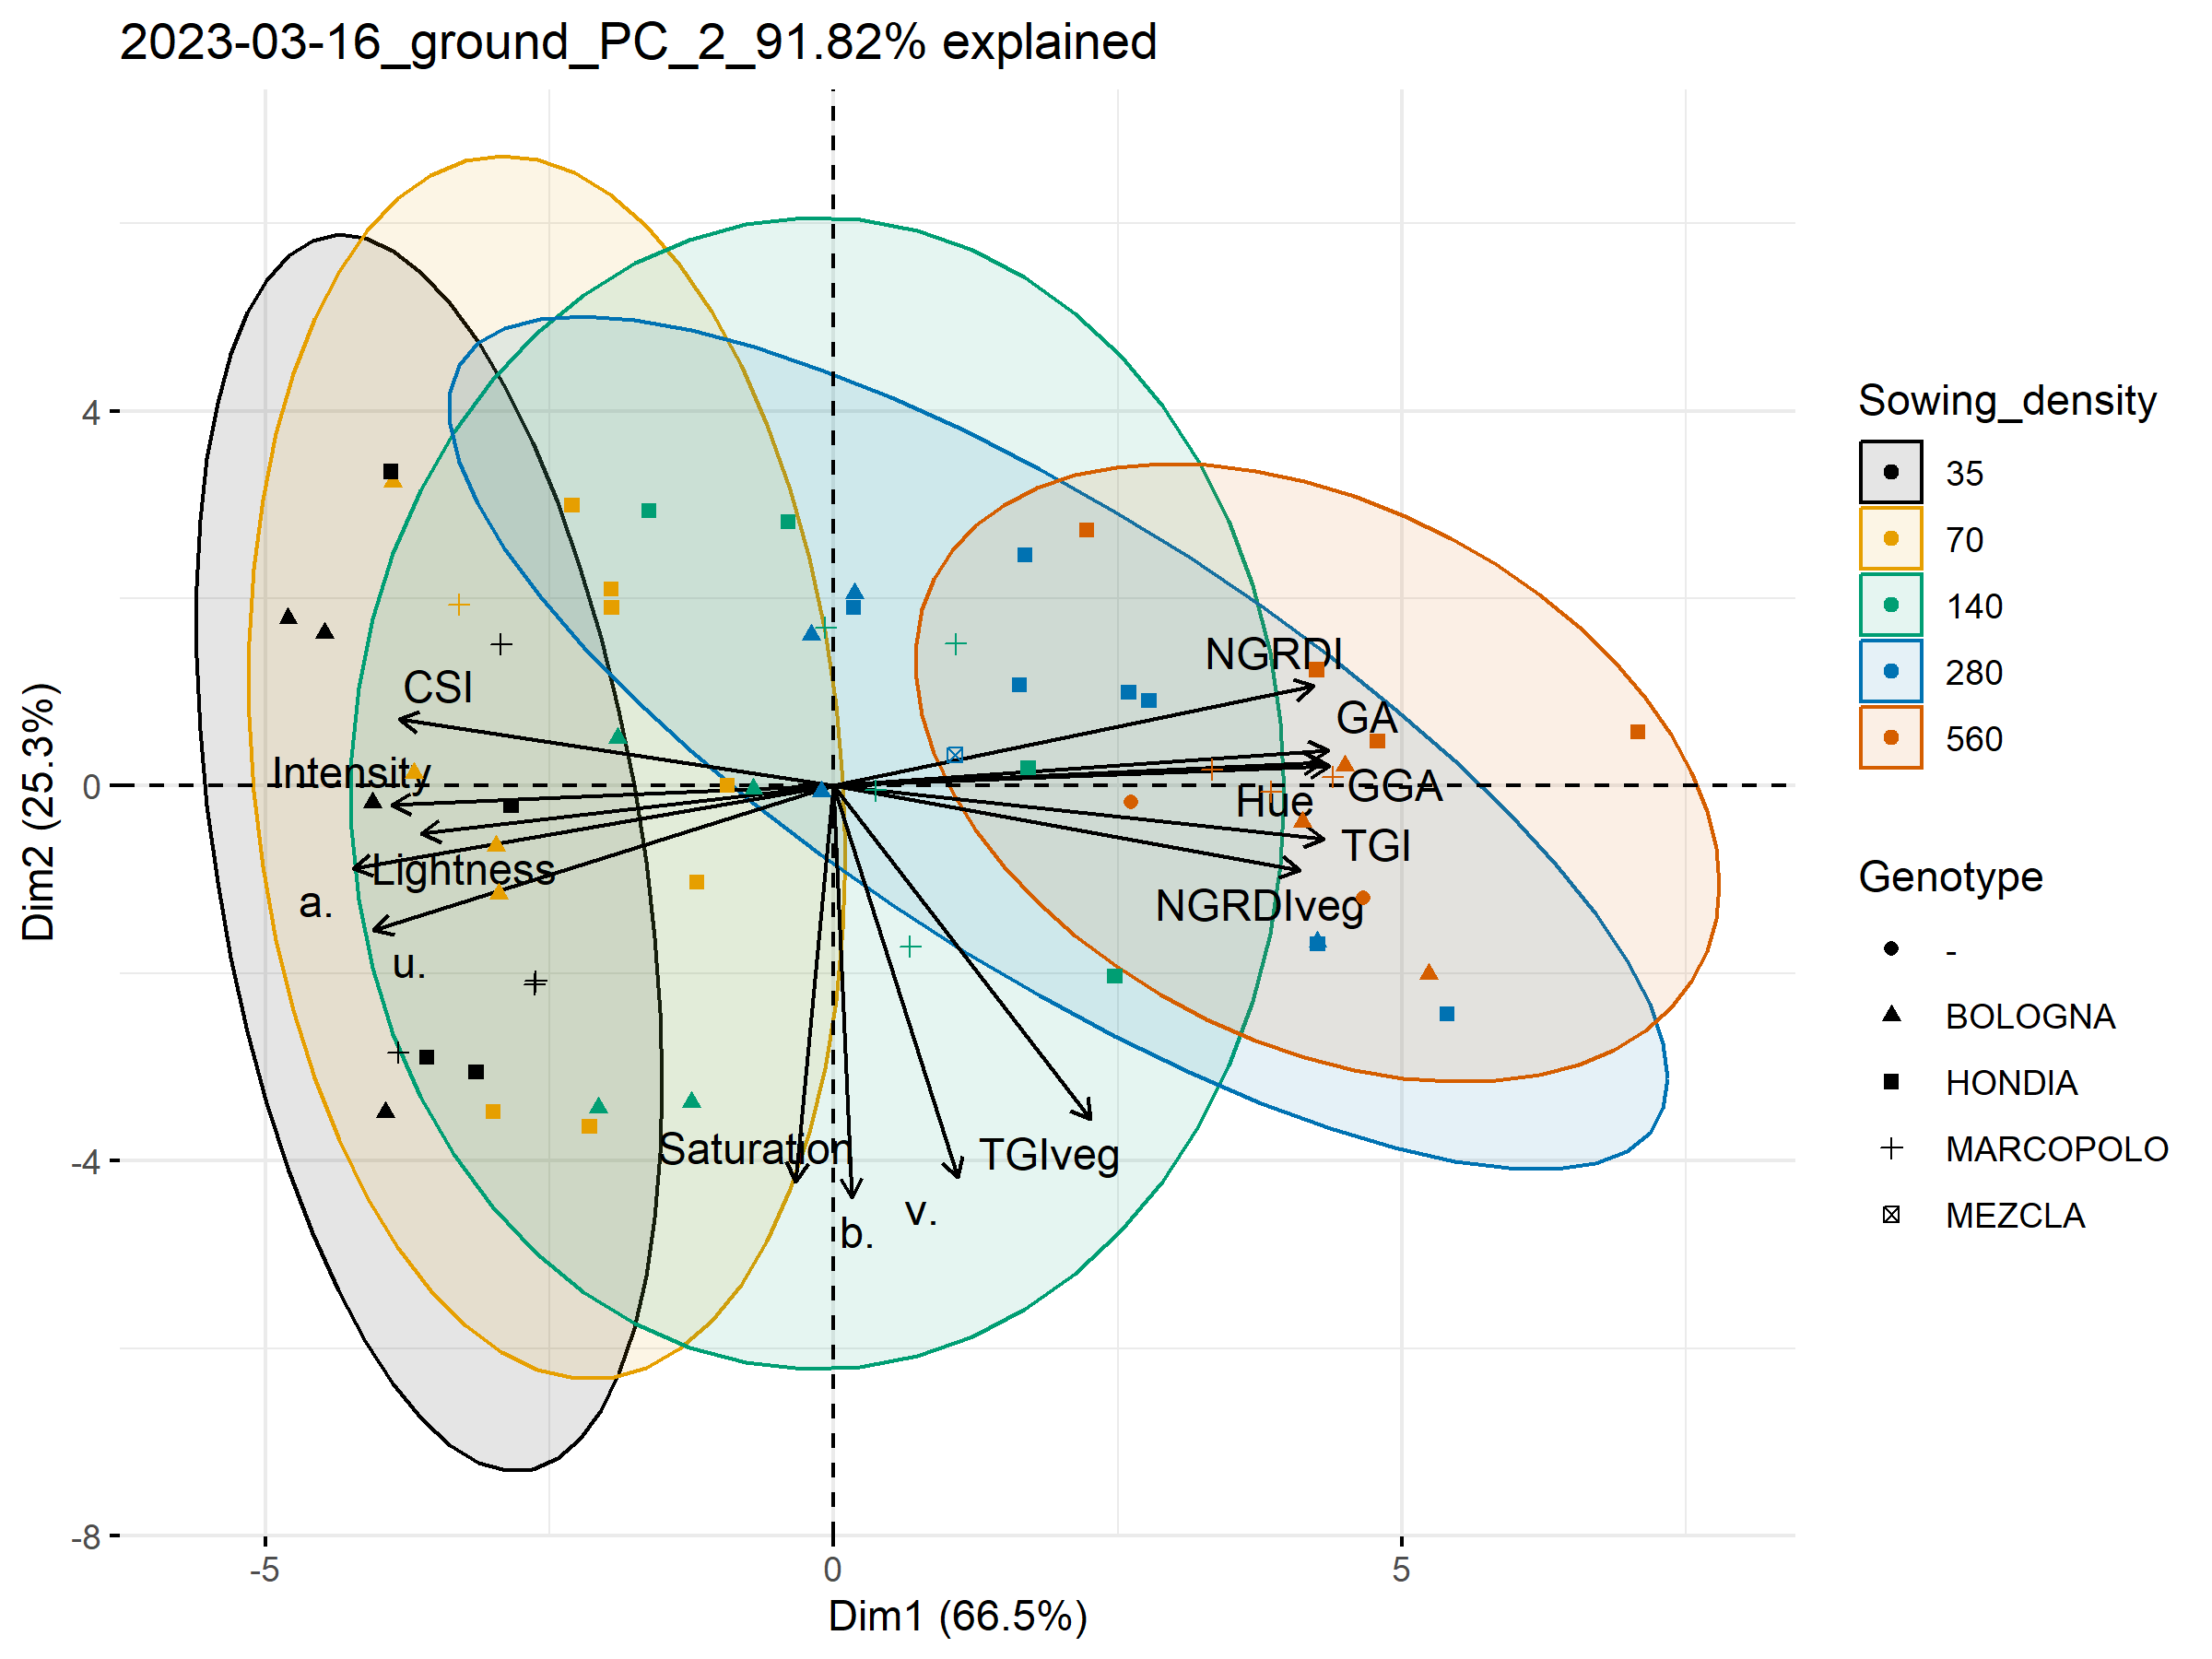 2023-03-16_ground_PC_2_91.82% explained
Dim2 (25.3%)
4
0
-4
-8
-5
0
5
Dim1 (66.5%)
NGRDI
CSI
GA
Intensity
GGA
Hue
TGI
Lightness
a.
NGRDIveg
u.
Saturation
TGIveg
v.
b.
Sowing_density
35
70
140
280
560
Genotype
-
BOLOGNA
HONDIA
MARCOPOLO
MEZCLA